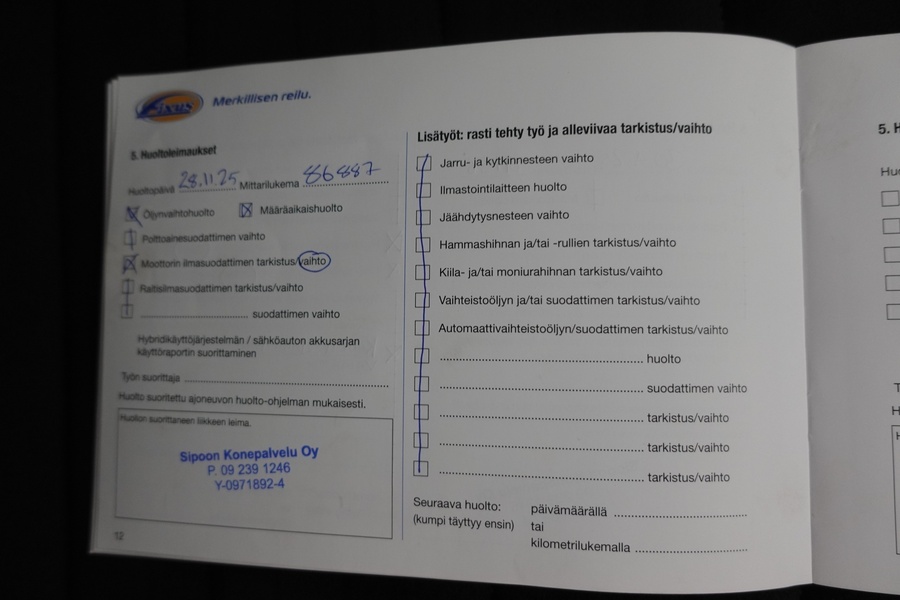 Fixus
Merkillisen reilu.
5. Huoltoleimaukset
Huoltopäivä 28.11.25 Mittarilukema 86887
Öljynvaihtohuolto Määräaikaishuolto
Polttoainesuodattimen vaihto
Moottorin ilmasuodattimen tarkistus/vaihto
Raitisilmasuodattimen tarkistus/vaihto
........................ suodattimen vaihto
Hybridikäyttöjärjestelmän / sähköauton akkusarjan
käyttöraportin suorittaminen
Työn suorittaja ................................................
Huolto suoritettu ajoneuvon huolto-ohjelman mukaisesti.
Huollon suorittaneen liikkeen leima.
Sipoon Konepalvelu Oy
P. 09 239 1246
Y-0971892-4
12
Lisätyöt: rasti tehty työ ja alleviivaa tarkistus/vaihto
Jarru- ja kytkinnesteen vaihto
Ilmastointilaitteen huolto
Jäähdytysnesteen vaihto
Hammashihnan ja/tai -rullien tarkistus/vaihto
Kiila- ja/tai moniurahihnan tarkistus/vaihto
Vaihteistoöljyn ja/tai suodattimen tarkistus/vaihto
Automaattivaihteistoöljyn/suodattimen tarkistus/vaihto
................................................ huolto
................................................ suodattimen vaihto
................................................ tarkistus/vaihto
................................................ tarkistus/vaihto
................................................ tarkistus/vaihto
Seuraava huolto: päivämäärällä ................................
(kumpi täyttyy ensin) tai
kilometrilukemalla ...........................
5. H